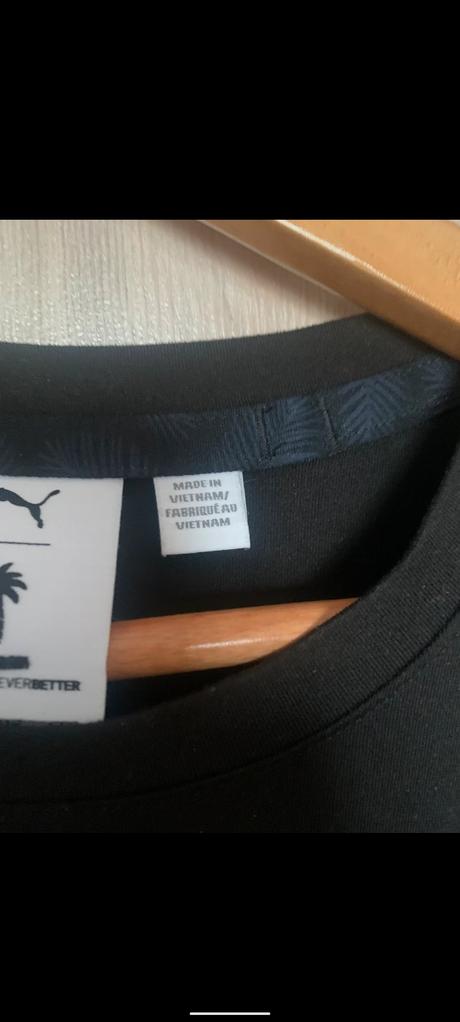 MADE IN
VIETNAM/
FABRIQUÉ AU
VIETNAM
EVERBETTER